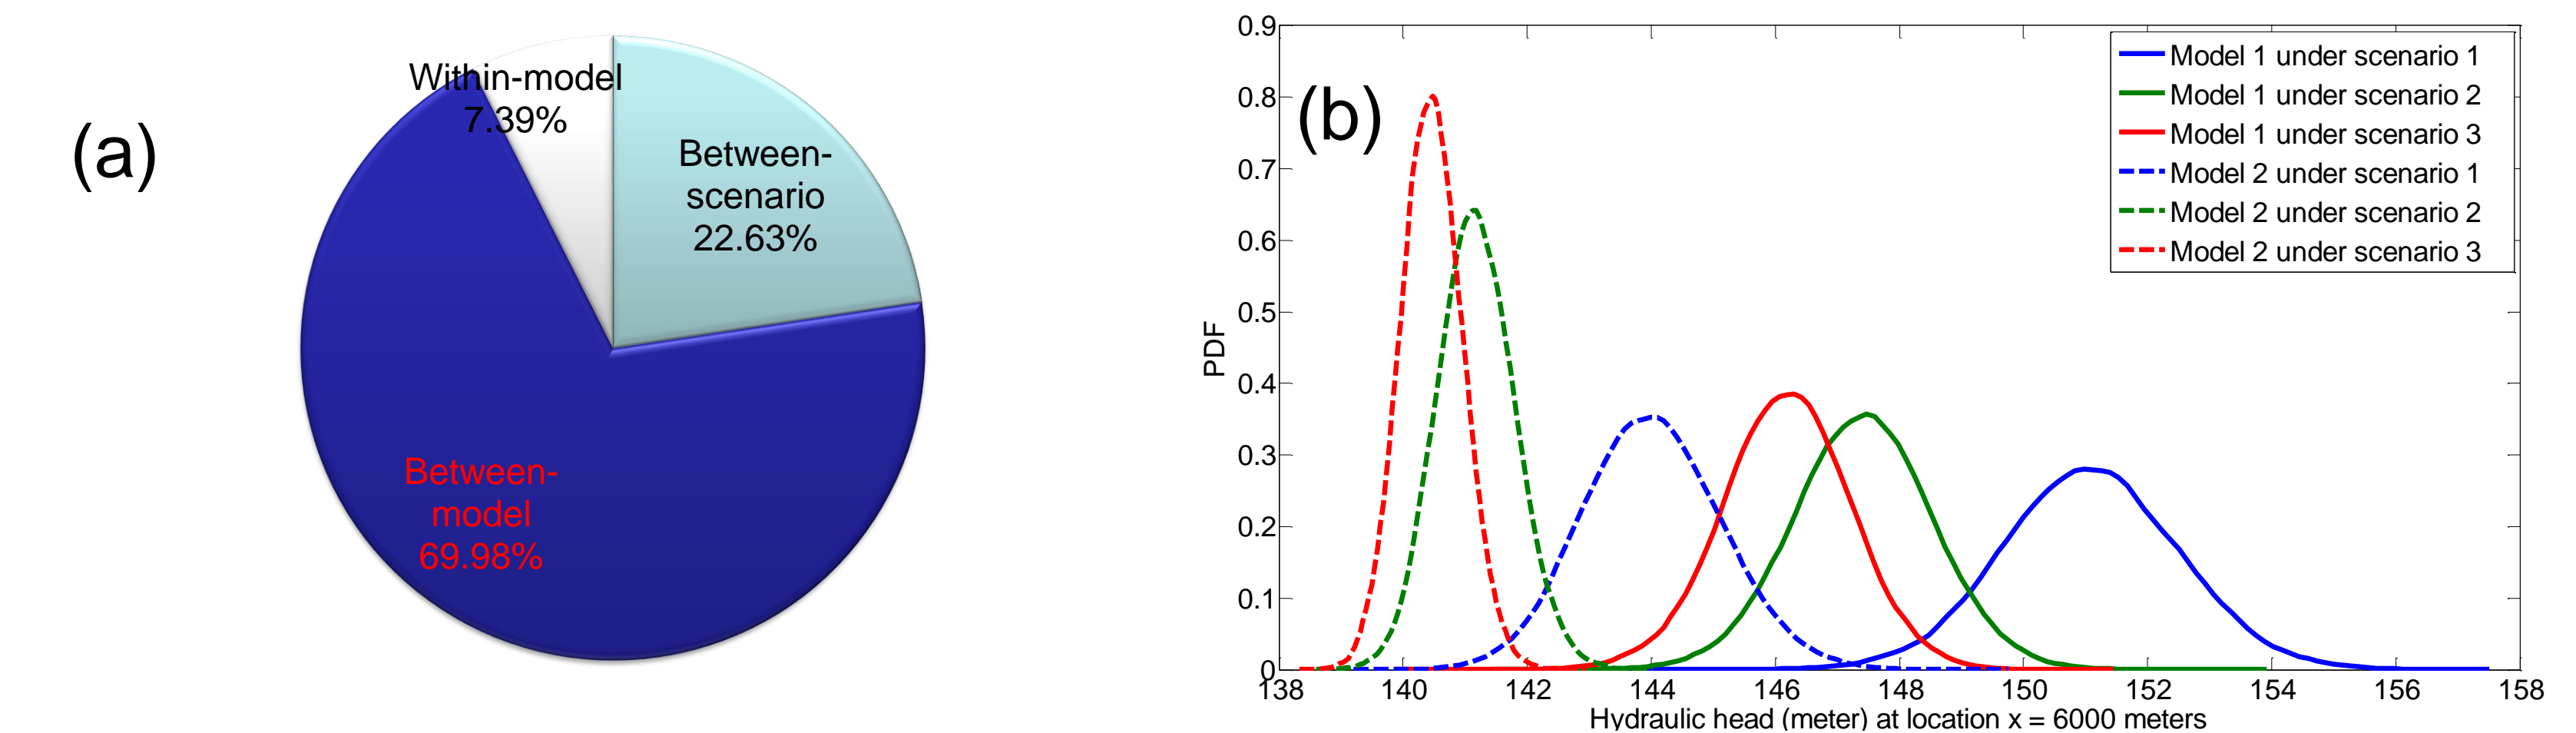 (a)
Within-model
7.39%
Between-
scenario
22.63%
Between-
model
69.98%
(b)
0.9
0.8
0.7
0.6
0.5
0.4
0.3
0.2
0.1
0
PDF
138 140 142 144 146 148 150 152 154 156 158
Hydraulic head (meter) at location x = 6000 meters
Model 1 under scenario 1
Model 1 under scenario 2
Model 1 under scenario 3
Model 2 under scenario 1
Model 2 under scenario 2
Model 2 under scenario 3